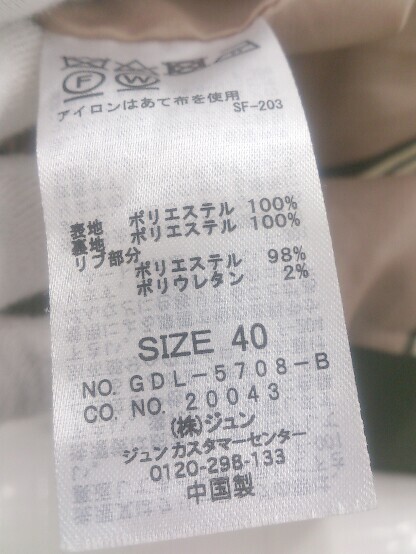 F W
アイロンはあて布を使用
SF-203
表地 ポリエステル 100%
裏地 ポリエステル 100%
リブ部分
ポリエステル 98%
ポリウレタン 2%
SIZE 40
NO. GDL-5708-B
CO. NO. 20043
(株)ジュン
ジュンカスタマーセンター
0120-298-133
中国製